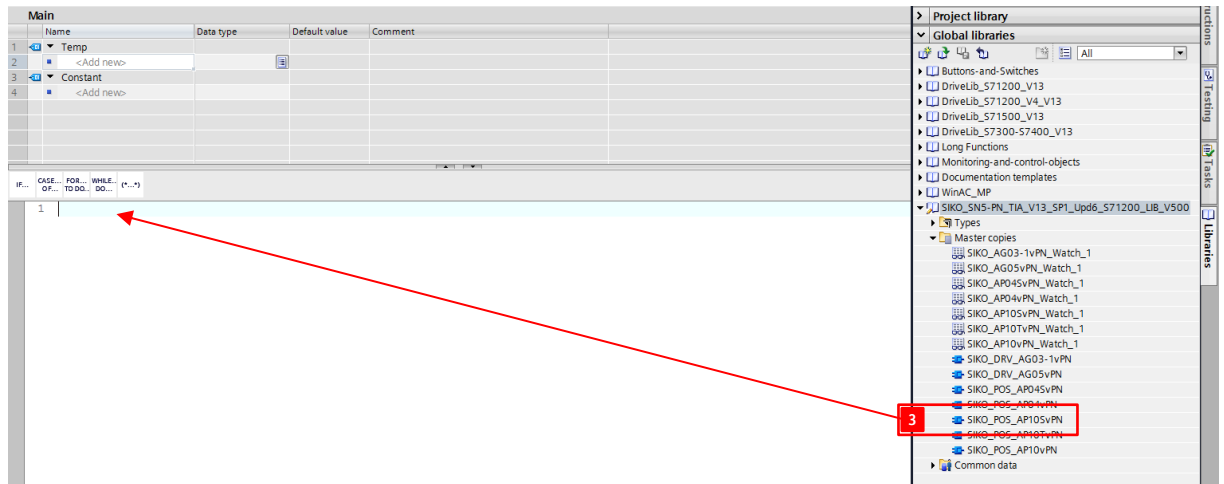 Main
Name Data type Default value Comment
1 Temp
2 <Add new>
3 Constant
4 <Add new>
IF... CASE... OF... FOR... TO DO... WHILE... DO... (*...*)
1
Project library
Global libraries
All
Buttons-and-Switches
DriveLib_S71200_V13
DriveLib_S71200_V4_V13
DriveLib_S71500_V13
DriveLib_S7300-S7400_V13
Long Functions
Monitoring-and-control-objects
Documentation templates
WinAC_MP
SIKO_SN5-PN_TIA_V13_SP1_Upd6_S71200_LIB_V500
Types
Master copies
SIKO_AG03-1vPN_Watch_1
SIKO_AG05vPN_Watch_1
SIKO_AP04SvPN_Watch_1
SIKO_AP04vPN_Watch_1
SIKO_AP10SvPN_Watch_1
SIKO_AP10TvPN_Watch_1
SIKO_AP10vPN_Watch_1
SIKO_DRV_AG03-1vPN
SIKO_DRV_AG05vPN
SIKO_POS_AP04SvPN
SIKO_POS_AP04vPN
3 SIKO_POS_AP10SvPN
SIKO_POS_AP10TvPN
SIKO_POS_AP10vPN
Common data
uctions
Testing
Tasks
Libraries